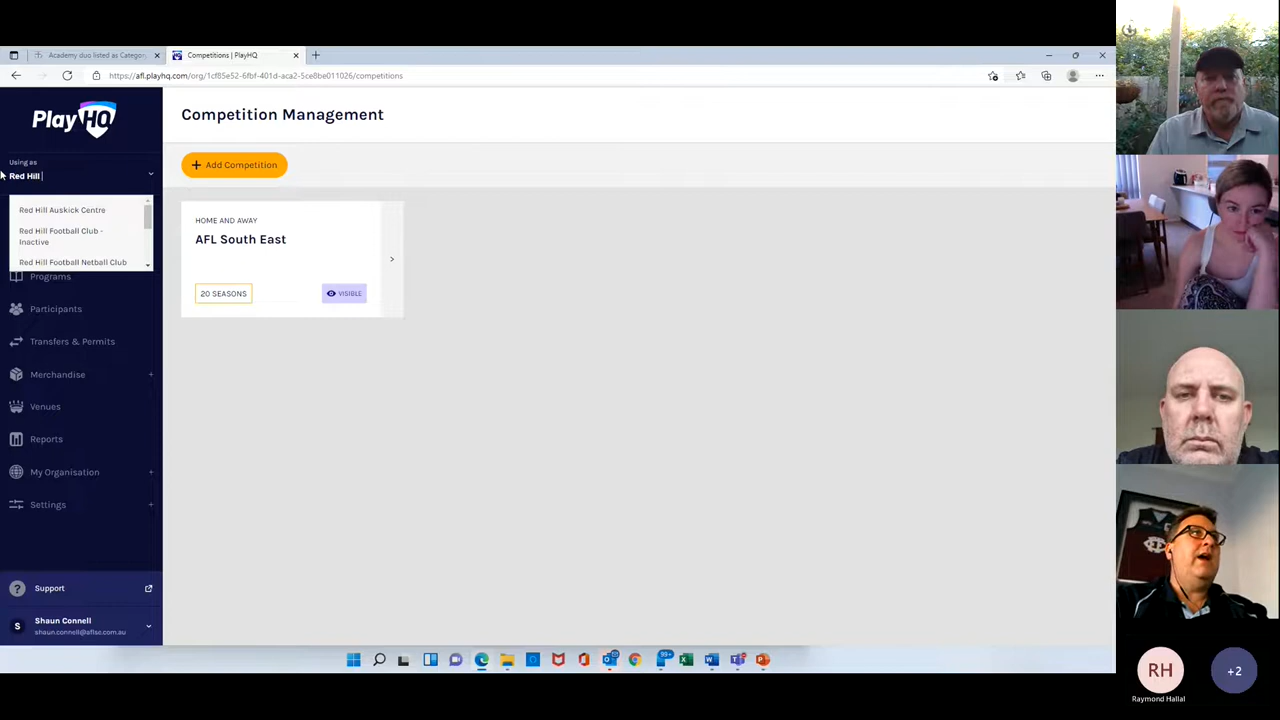 Academy duo listed as Category
Competitions | PlayHQ
https://afl.playhq.com/org/1cf85e52-6fbf-401d-aca2-5ce8be011026/competitions
PlayHQ
Using as
Red Hill
Red Hill Auskick Centre
Red Hill Football Club -
Inactive
Red Hill Football Netball Club
Programs
Participants
Transfers & Permits
Merchandise
Venues
Reports
My Organisation
Settings
Support
S
Shaun Connell
shaun.connell@aflse.com.au
Competition Management
+ Add Competition
HOME AND AWAY
AFL South East
20 SEASONS
VISIBLE
99+
RH
Raymond Hallal
+2